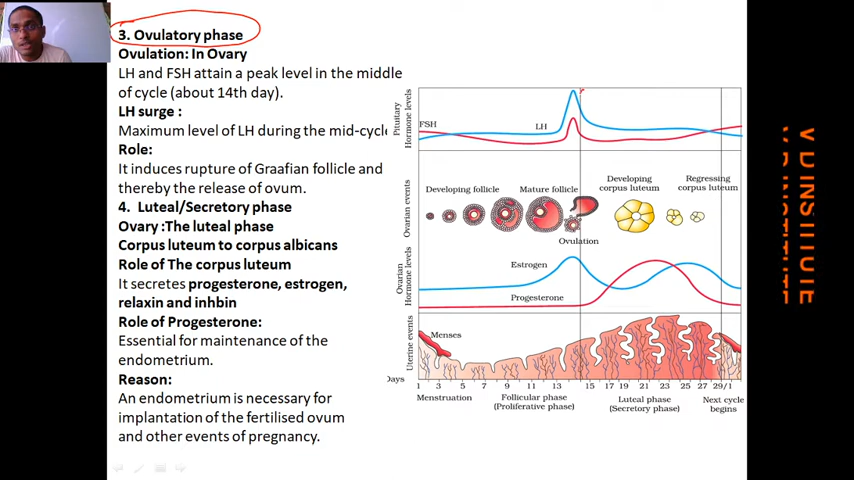 3. Ovulatory phase
Ovulation: In Ovary
LH and FSH attain a peak level in the middle
of cycle (about 14th day).
LH surge :
Maximum level of LH during the mid-cycle
Role:
It induces rupture of Graafian follicle and
thereby the release of ovum.
4. Luteal/Secretory phase
Ovary :The luteal phase
Corpus luteum to corpus albicans
Role of The corpus luteum
It secretes progesterone, estrogen,
relaxin and inhbin
Role of Progesterone:
Essential for maintenance of the
endometrium.
Reason:
An endometrium is necessary for
implantation of the fertilised ovum
and other events of pregnancy.
Pituitary
Hormone levels
FSH
LH
Ovarian events
Developing follicle
Mature follicle
Developing
corpus luteum
Regressing
corpus luteum
Ovulation
Ovarian
Hormone levels
Estrogen
Progesterone
Uterine events
Menses
Days
1 3 5 7 9 11 13 15 17 19 21 23 25 27 29/1
Menstruation
Follicular phase
(Proliferative phase)
Luteal phase
(Secretory phase)
Next cycle
begins
V D INSTITUTE